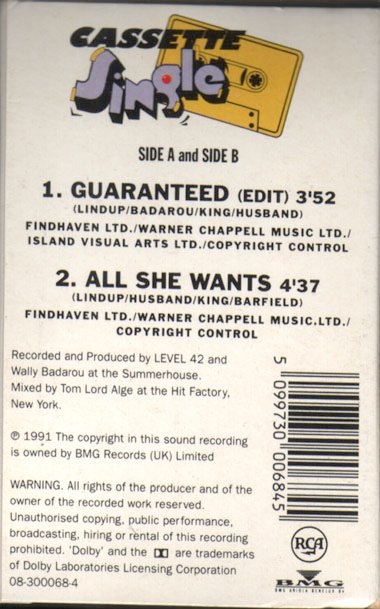 CASSETTE
Single
SIDE A and SIDE B
1. GUARANTEED (EDIT) 3'52
(LINDUP/BADAROU/KING/HUSBAND)
FINDHAVEN LTD./WARNER CHAPPELL MUSIC LTD./
ISLAND VISUAL ARTS LTD./COPYRIGHT CONTROL
2. ALL SHE WANTS 4'37
(LINDUP/HUSBAND/KING/BARFIELD)
FINDHAVEN LTD./WARNER CHAPPELL MUSIC.LTD./
COPYRIGHT CONTROL
Recorded and Produced by LEVEL 42 and
Wally Badarou at the Summerhouse.
Mixed by Tom Lord Alge at the Hit Factory,
New York.
℗ 1991 The copyright in this sound recording
is owned by BMG Records (UK) Limited
WARNING. All rights of the producer and of the
owner of the recorded work reserved.
Unauthorised copying, public performance,
broadcasting, hiring or rental of this recording
prohibited. 'Dolby' and the are trademarks
of Dolby Laboratories Licensing Corporation
08-300068-4
5 099730 006845
RCA
BMG
BMG ARIOLA BENELUX BV